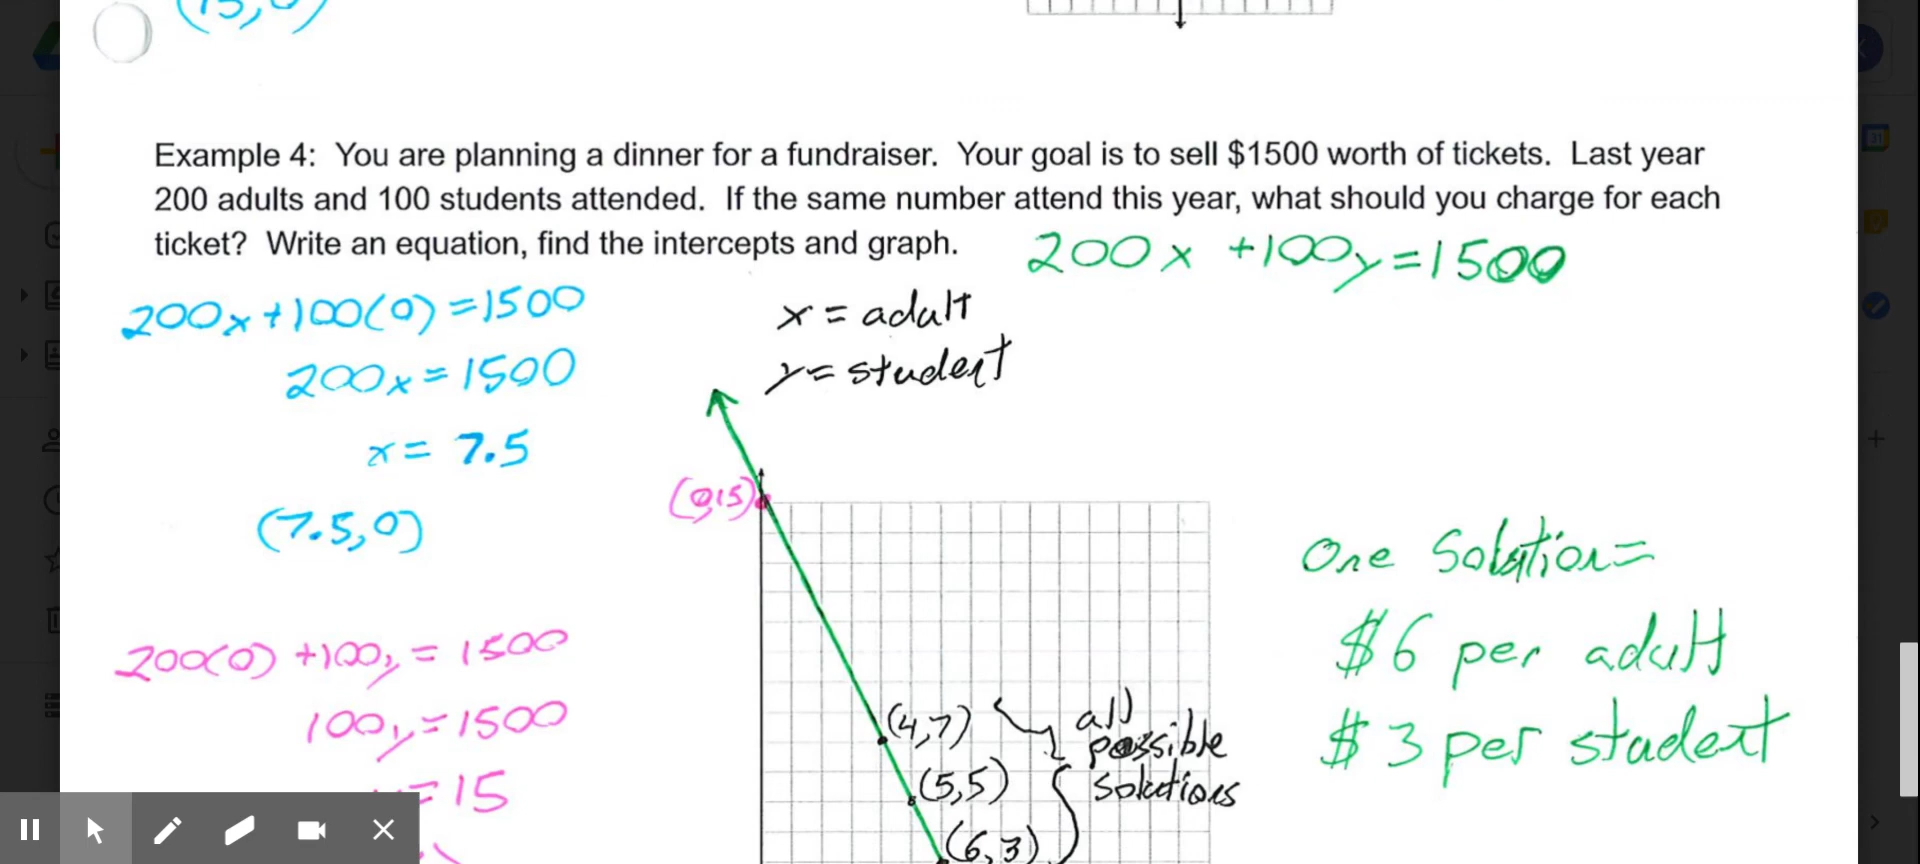 Example 4: You are planning a dinner for a fundraiser. Your goal is to sell $1500 worth of tickets. Last year
200 adults and 100 students attended. If the same number attend this year, what should you charge for each
ticket? Write an equation, find the intercepts and graph.
200x +100y=1500
200x+100(0)=1500
200x=1500
x= 7.5
(7.5,0)
x = adult
y= student
(0,15)
200(0) +100y= 1500
100y=1500
=15
(4,7)
(5,5)
(6,3)
all
possible
solutions
One Solution=
$6 per adult
$3 per student
31